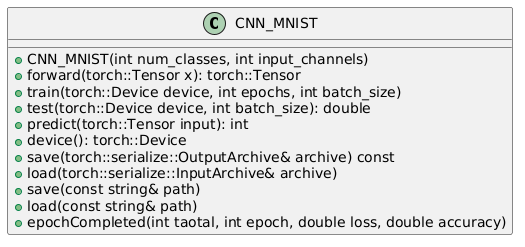 C CNN_MNIST
CNN_MNIST(int num_classes, int input_channels)
forward(torch::Tensor x): torch::Tensor
train(torch::Device device, int epochs, int batch_size)
test(torch::Device device, int batch_size): double
predict(torch::Tensor input): int
device(): torch::Device
save(torch::serialize::OutputArchive& archive) const
load(torch::serialize::InputArchive& archive)
save(const string& path)
load(const string& path)
epochCompleted(int taotal, int epoch, double loss, double accuracy)